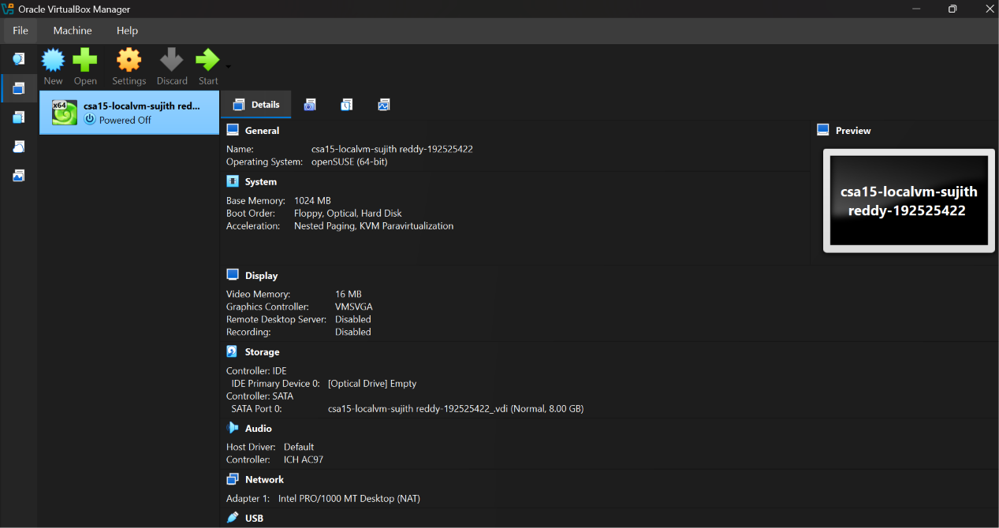 Oracle VirtualBox Manager
File Machine Help
New Open Settings Discard Start
x64
csa15-localvm-sujith red...
Powered Off
Details
General
Name: csa15-localvm-sujith reddy-192525422
Operating System: openSUSE (64-bit)
System
Base Memory: 1024 MB
Boot Order: Floppy, Optical, Hard Disk
Acceleration: Nested Paging, KVM Paravirtualization
Preview
csa15-localvm-sujith
reddy-192525422
Display
Video Memory: 16 MB
Graphics Controller: VMSVGA
Remote Desktop Server: Disabled
Recording: Disabled
Storage
Controller: IDE
IDE Primary Device 0: [Optical Drive] Empty
Controller: SATA
SATA Port 0: csa15-localvm-sujith reddy-192525422_.vdi (Normal, 8.00 GB)
Audio
Host Driver: Default
Controller: ICH AC97
Network
Adapter 1: Intel PRO/1000 MT Desktop (NAT)
USB